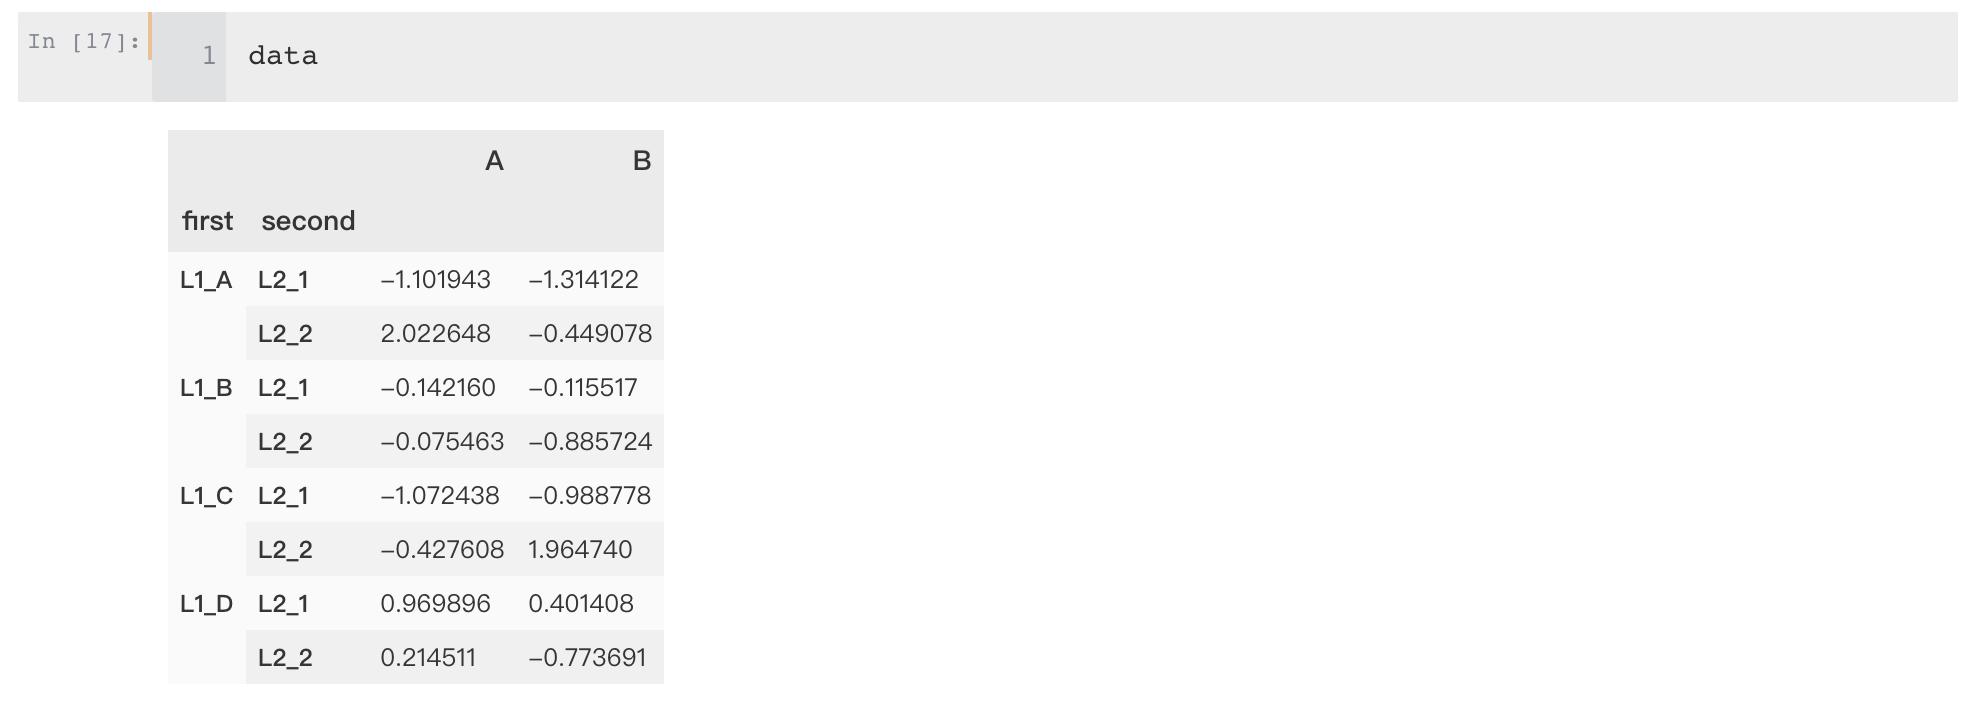 In [17]: 1 data
A B
first second
L1_A L2_1 –1.101943 –1.314122
L2_2 2.022648 –0.449078
L1_B L2_1 –0.142160 –0.115517
L2_2 –0.075463 –0.885724
L1_C L2_1 –1.072438 –0.988778
L2_2 –0.427608 1.964740
L1_D L2_1 0.969896 0.401408
L2_2 0.214511 –0.773691